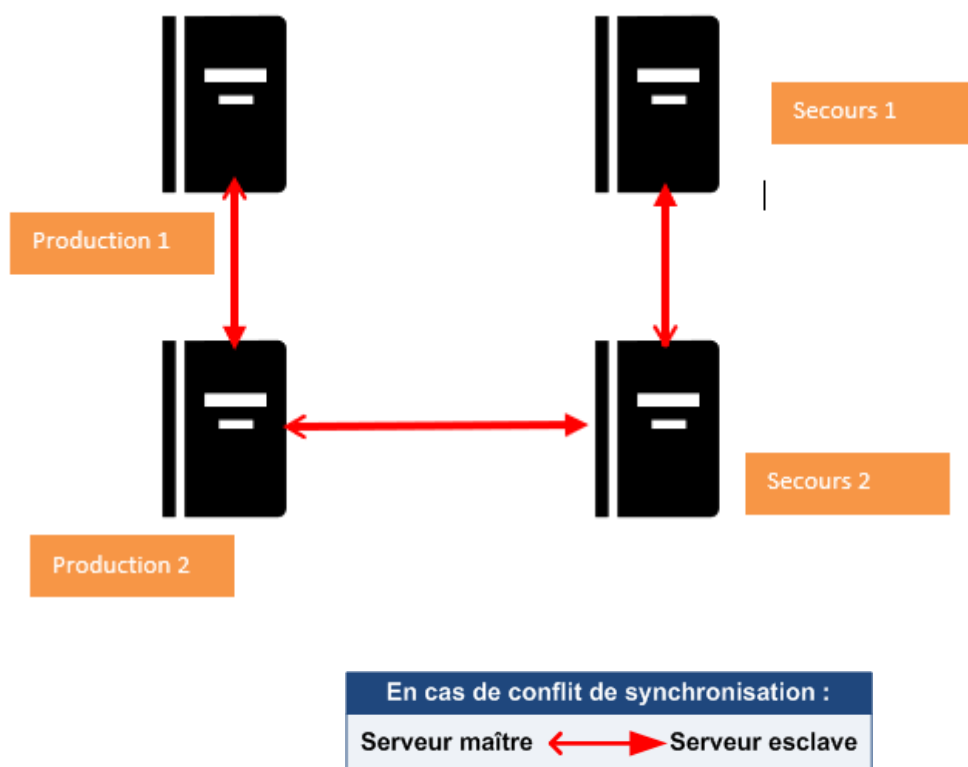 Secours 1
Production 1
Secours 2
Production 2
En cas de conflit de synchronisation :
Serveur maître Serveur esclave